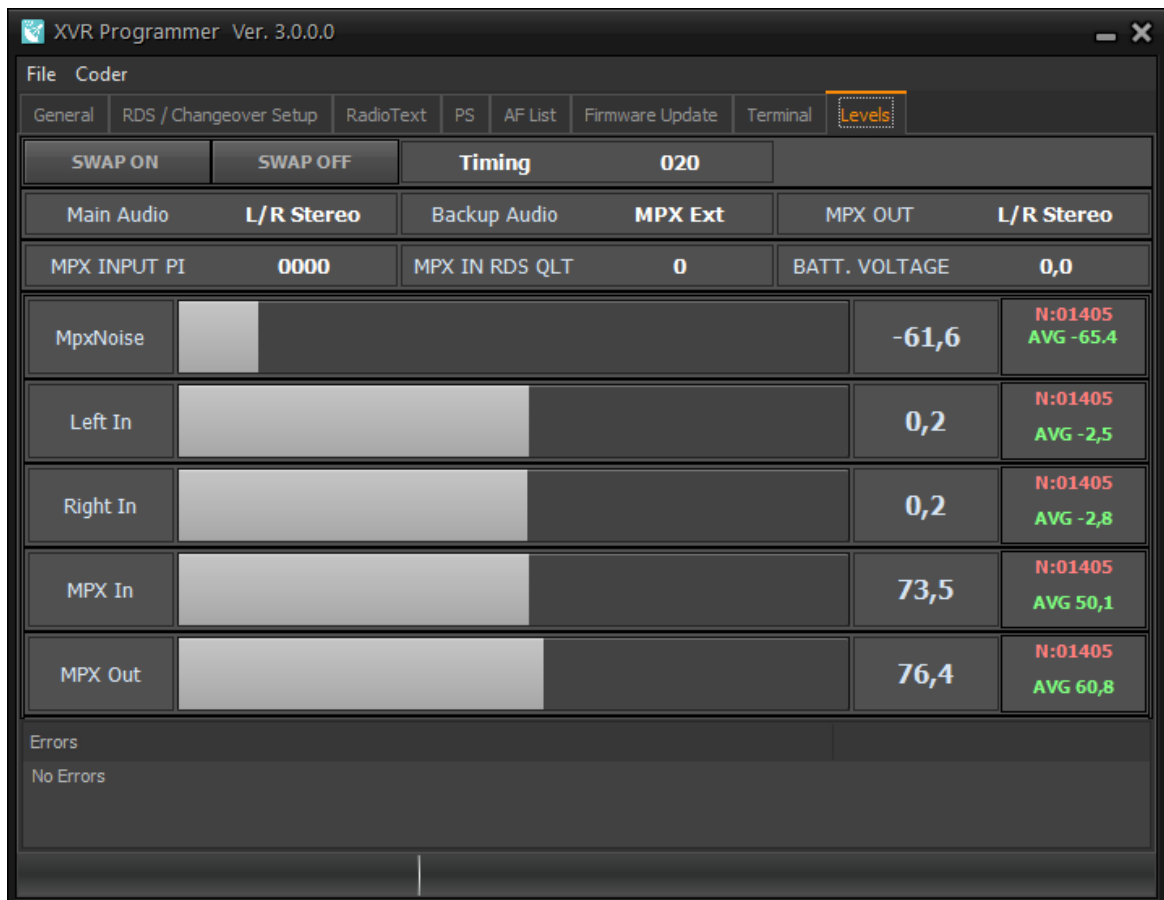 XVR Programmer Ver. 3.0.0.0
File Coder
General RDS / Changeover Setup RadioText PS AF List Firmware Update Terminal Levels
SWAP ON SWAP OFF Timing 020
Main Audio L/R Stereo Backup Audio MPX Ext MPX OUT L/R Stereo
MPX INPUT PI 0000 MPX IN RDS QLT 0 BATT. VOLTAGE 0,0
MpxNoise -61,6 N:01405
AVG -65.4
Left In 0,2 N:01405
AVG -2,5
Right In 0,2 N:01405
AVG -2,8
MPX In 73,5 N:01405
AVG 50,1
MPX Out 76,4 N:01405
AVG 60,8
Errors
No Errors